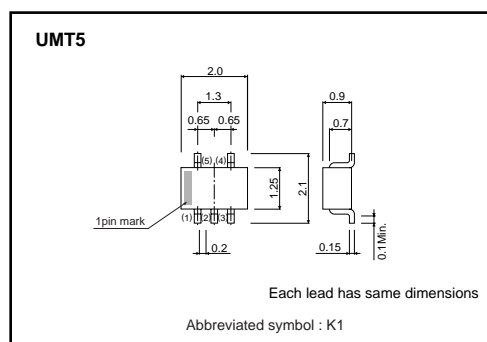 UMT5
2.0
1.3
0.65 0.65
(5) (4)
1.25
2.1
1pin mark
(1) (2) (3)
0.2
0.9
0.7
0.15
0.1Min.
Each lead has same dimensions
Abbreviated symbol : K1